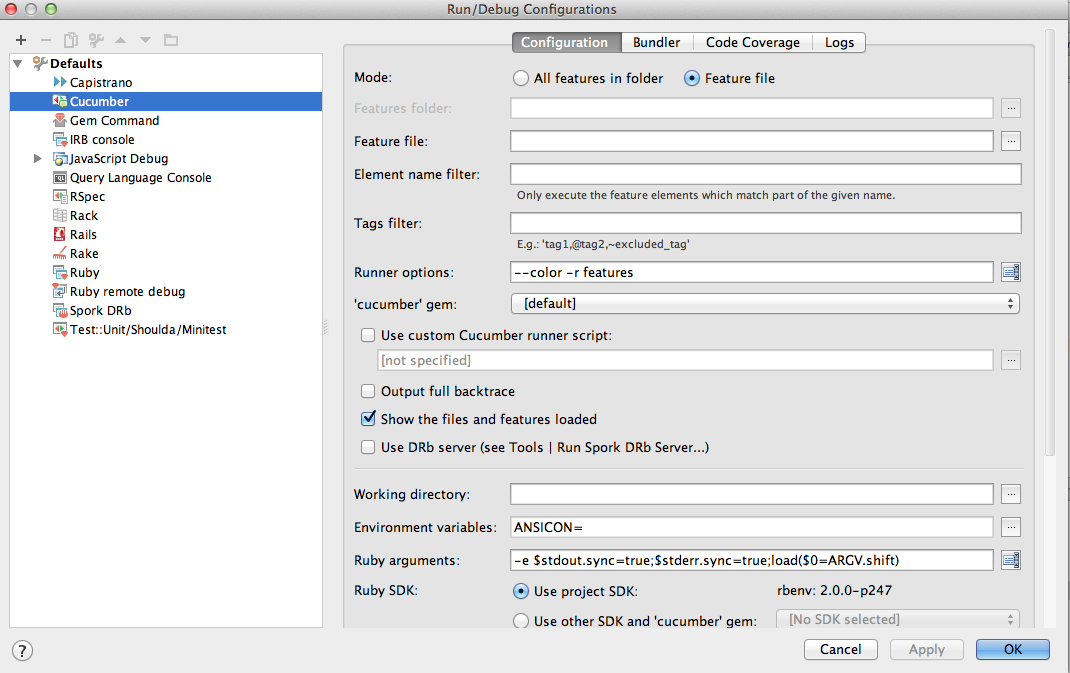 Run/Debug Configurations
Defaults
Capistrano
Cucumber
Gem Command
IRB console
JavaScript Debug
Query Language Console
RSpec
Rack
Rails
Rake
Ruby
Ruby remote debug
Spork DRb
Test::Unit/Shoulda/Minitest
Configuration Bundler Code Coverage Logs
Mode: All features in folder Feature file
Features folder: ...
Feature file: ...
Element name filter:
Only execute the feature elements which match part of the given name.
Tags filter:
E.g.: 'tag1,@tag2,~excluded_tag'
Runner options: --color -r features
'cucumber' gem: [default]
Use custom Cucumber runner script:
[not specified] ...
Output full backtrace
Show the files and features loaded
Use DRb server (see Tools | Run Spork DRb Server...)
Working directory: ...
Environment variables: ANSICON= ...
Ruby arguments: -e $stdout.sync=true;$stderr.sync=true;load($0=ARGV.shift)
Ruby SDK: Use project SDK: rbenv: 2.0.0-p247
Use other SDK and 'cucumber' gem: [No SDK selected]
? Cancel Apply OK